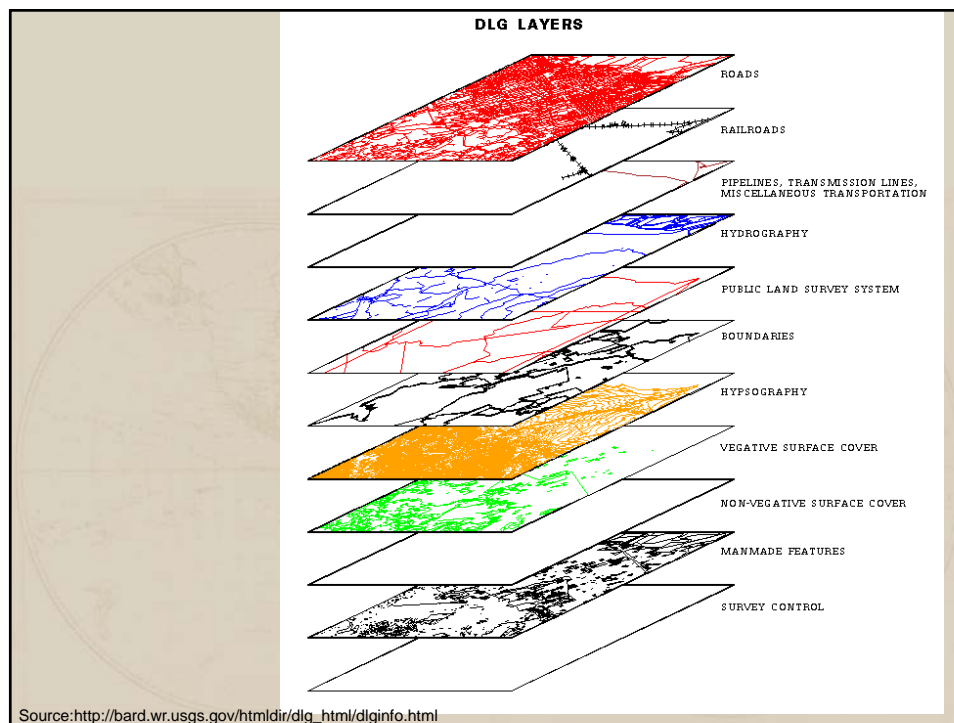 DLG LAYERS
ROADS
RAILROADS
PIPELINES, TRANSMISSION LINES,
MISCELLANEOUS TRANSPORTATION
HYDROGRAPHY
PUBLIC LAND SURVEY SYSTEM
BOUNDARIES
HYPSOGRAPHY
VEGATIVE SURFACE COVER
NON-VEGATIVE SURFACE COVER
MANMADE FEATURES
SURVEY CONTROL
Source:http://bard.wr.usgs.gov/htmldir/dlg_html/dlginfo.html